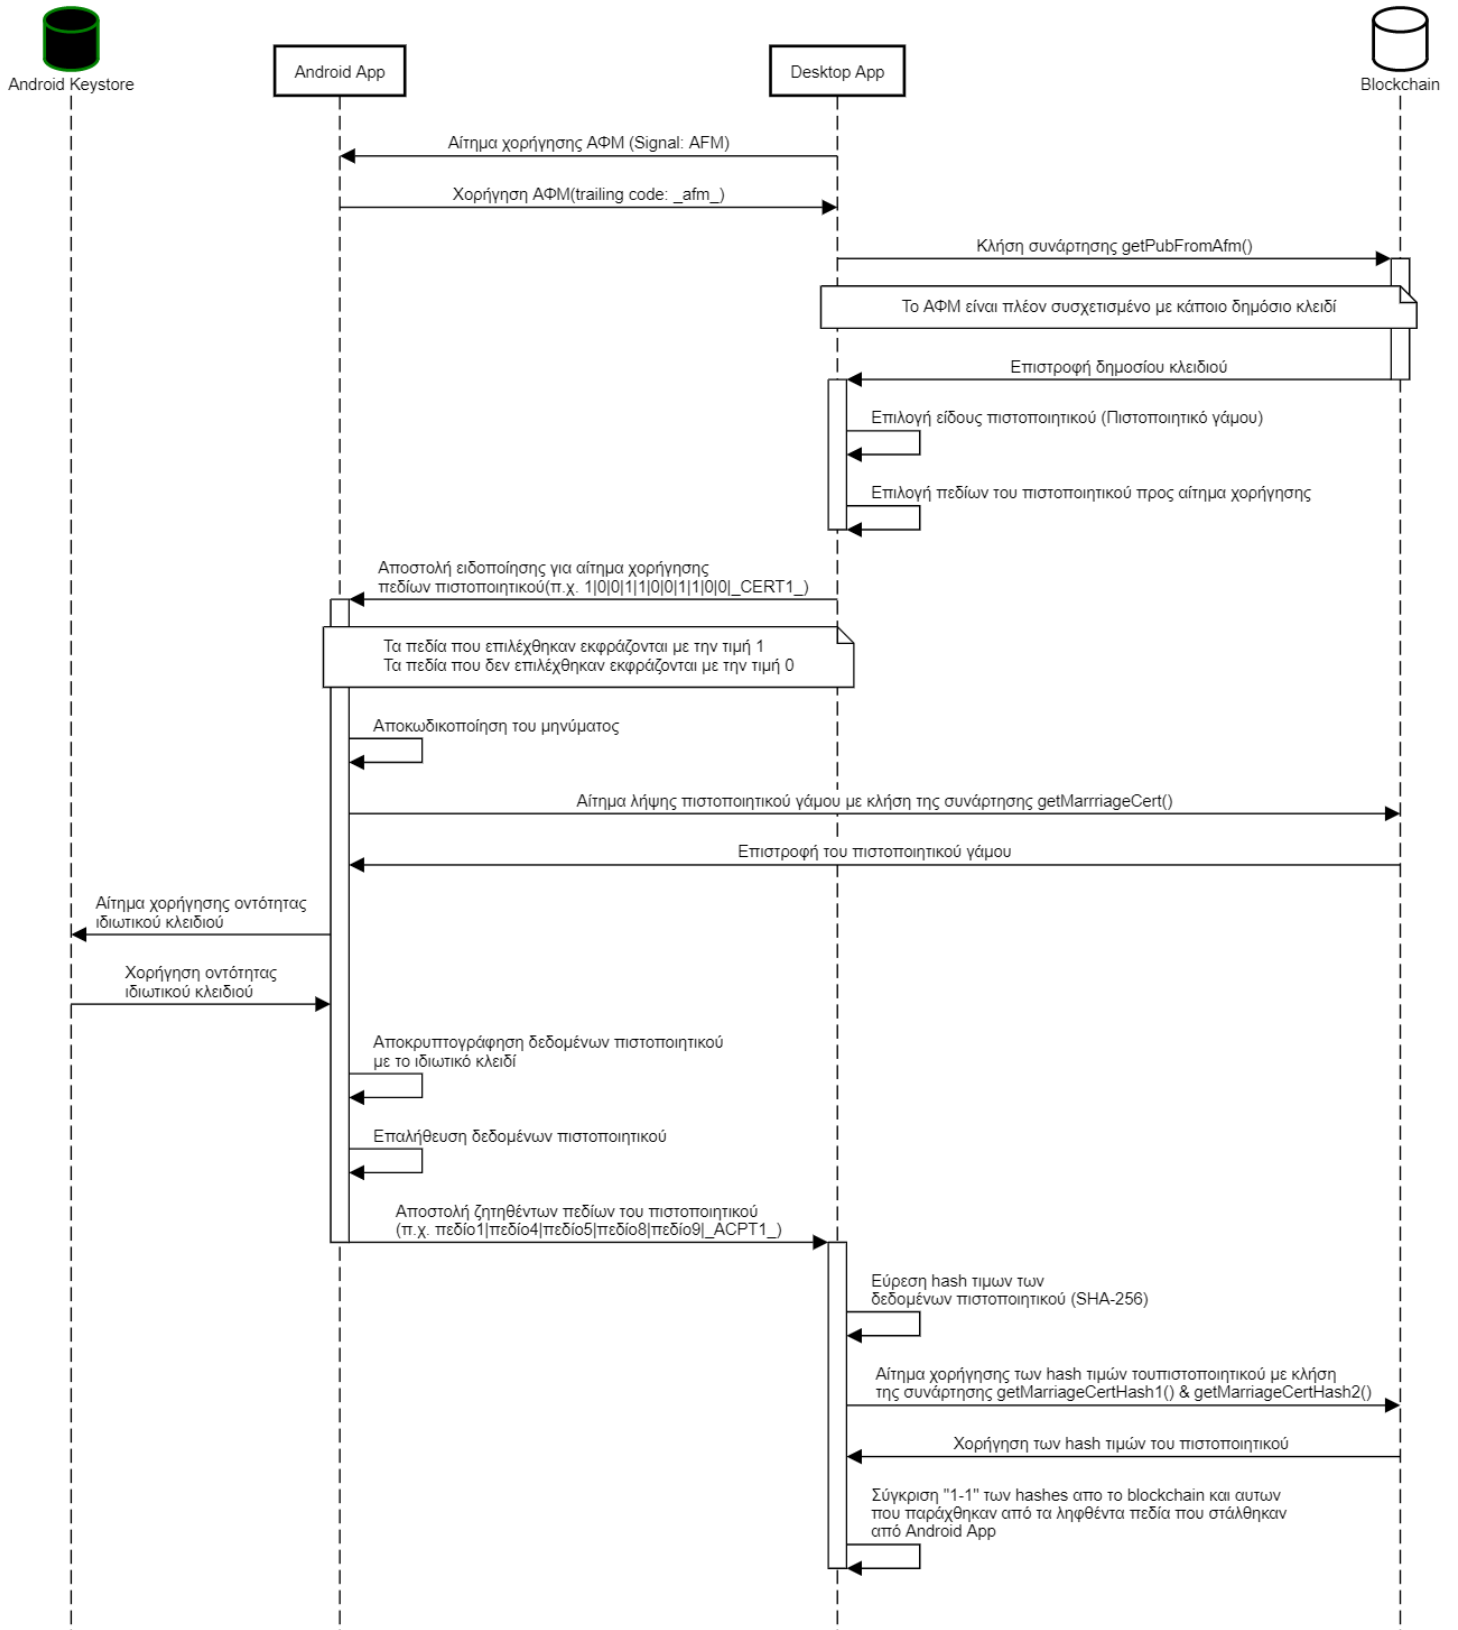 Android Keystore
Android App
Desktop App
Blockchain
Αίτημα χορήγησης ΑΦΜ (Signal: AFM)
Χορήγηση ΑΦΜ(trailing code: _afm_)
Κλήση συνάρτησης getPubFromAfm()
Το ΑΦΜ είναι πλέον συσχετισμένο με κάποιο δημόσιο κλειδί
Επιστροφή δημοσίου κλειδιού
Επιλογή είδους πιστοποιητικού (Πιστοποιητικό γάμου)
Επιλογή πεδίων του πιστοποιητικού προς αίτημα χορήγησης
Αποστολή ειδοποίησης για αίτημα χορήγησης
πεδίων πιστοποιητικού(π.χ. 1|0|0|1|1|0|0|1|1|0|0|_CERT1_)
Τα πεδία που επιλέχθηκαν εκφράζονται με την τιμή 1
Τα πεδία που δεν επιλέχθηκαν εκφράζονται με την τιμή 0
Αποκωδικοποίηση του μηνύματος
Αίτημα λήψης πιστοποιητικού γάμου με κλήση της συνάρτησης getMarrriageCert()
Επιστροφή του πιστοποιητικού γάμου
Αίτημα χορήγησης οντότητας
ιδιωτικού κλειδιού
Χορήγηση οντότητας
ιδιωτικού κλειδιού
Αποκρυπτογράφηση δεδομένων πιστοποιητικού
με το ιδιωτικό κλειδί
Επαλήθευση δεδομένων πιστοποιητικού
Αποστολή ζητηθέντων πεδίων του πιστοποιητικού
(π.χ. πεδίο1|πεδίο4|πεδίο5|πεδίο8|πεδίο9|_ACPT1_)
Εύρεση hash τιμων των
δεδομένων πιστοποιητικού (SHA-256)
Αίτημα χορήγησης των hash τιμών τουπιστοποιητικού με κλήση
της συνάρτησης getMarriageCertHash1() & getMarriageCertHash2()
Χορήγηση των hash τιμών του πιστοποιητικού
Σύγκριση "1-1" των hashes απο το blockchain και αυτων
που παράχθηκαν από τα ληφθέντα πεδία που στάλθηκαν
από Android App